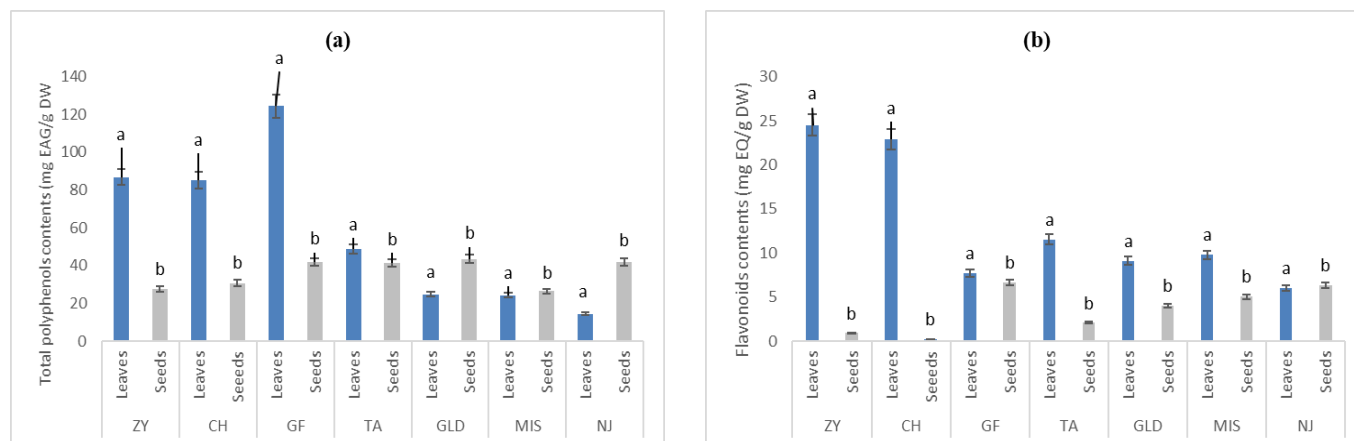 (a)
Total polyphenols contents (mg EAG/g DW
140
120
100
80
60
40
20
0
a
b
a
b
a
b
a
b
a
b
a
b
a
b
Leaves
Seeds
Leaves
Seeeds
Leaves
Seeds
Leaves
Seeds
Leaves
Seeds
Leaves
Seeds
Leaves
Seeds
ZY
CH
GF
TA
GLD
MIS
NJ
(b)
Flavonoids contents (mg EQ/g DW)
30
25
20
15
10
5
0
a
b
a
b
a
b
a
b
a
b
a
b
a
b
Leaves
Seeds
Leaves
Seeeds
Leaves
Seeds
Leaves
Seeds
Leaves
Seeds
Leaves
Seeds
Leaves
Seeds
ZY
CH
GF
TA
GLD
MIS
NJ